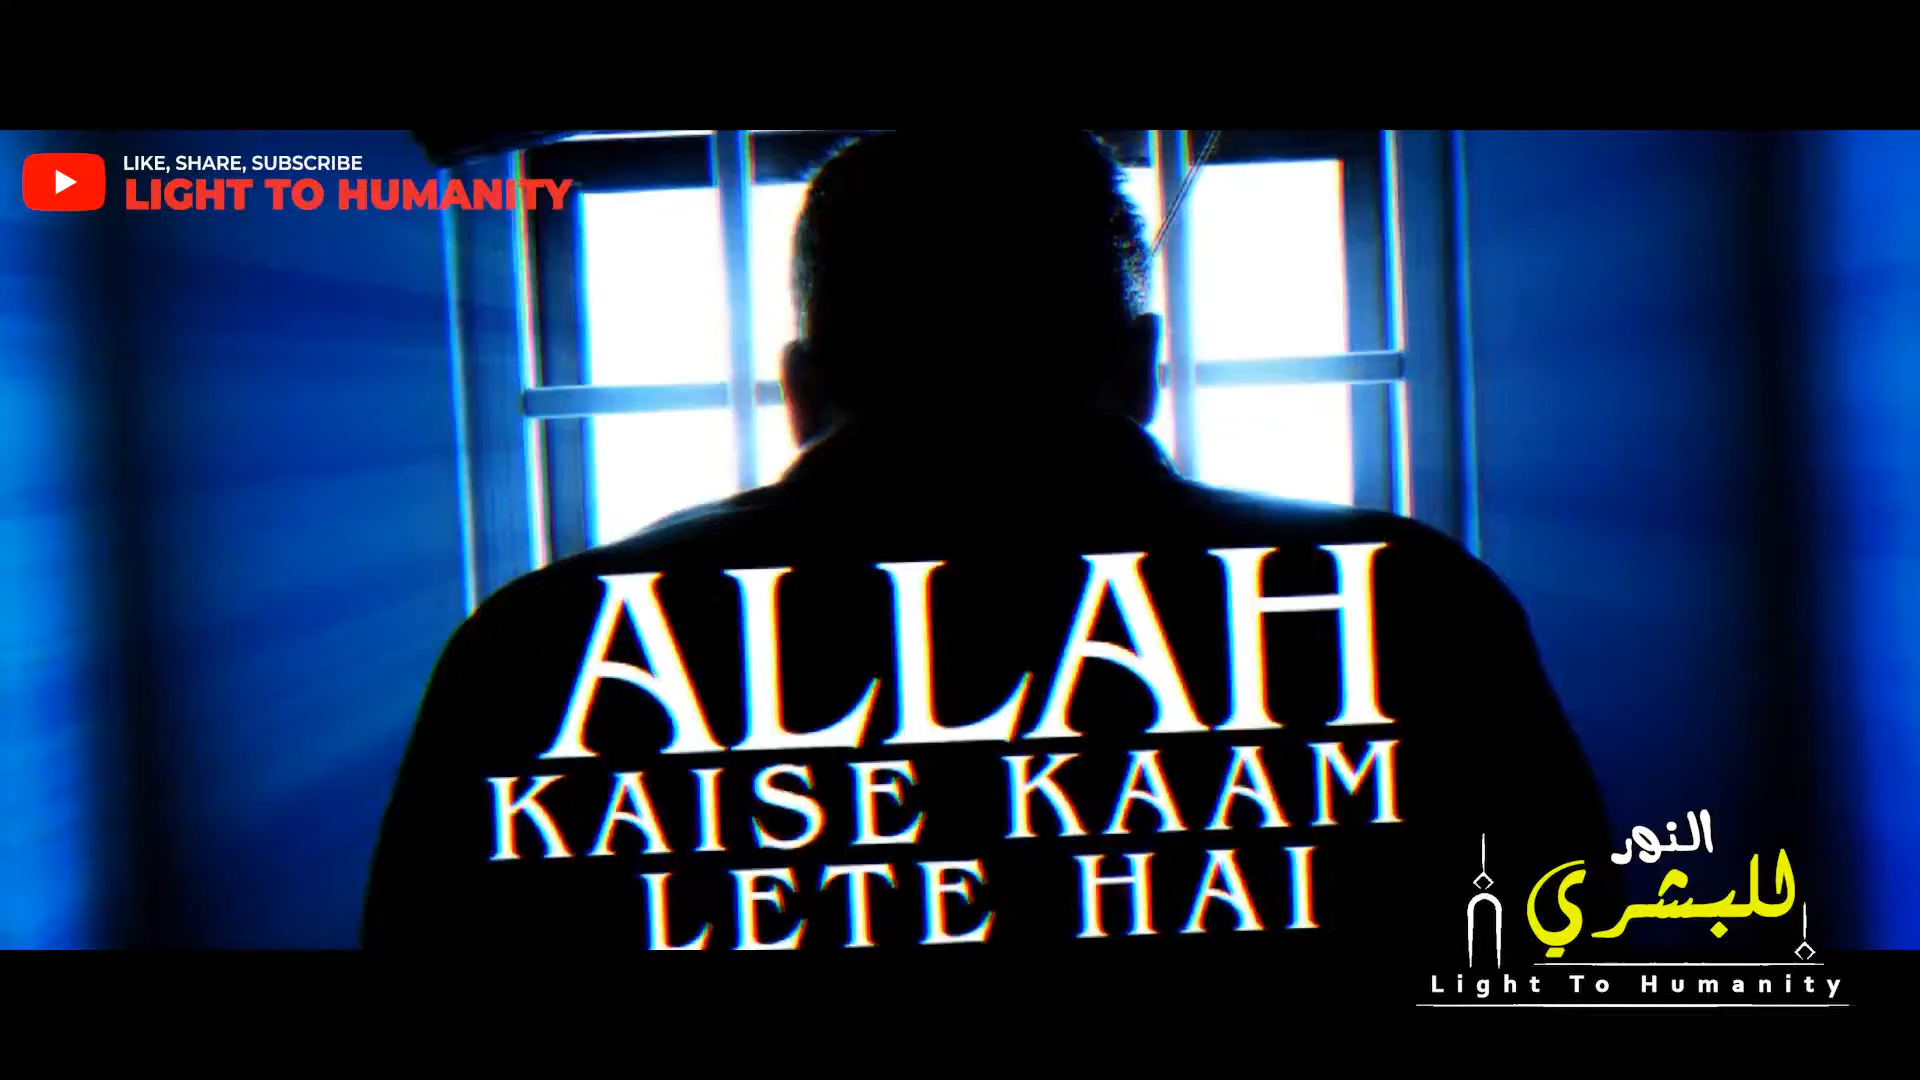 LIKE, SHARE, SUBSCRIBE
LIGHT TO HUMANITY
ALLAH
KAISE KAAM
LETE HAI
النور
للبشري
Light To Humanity